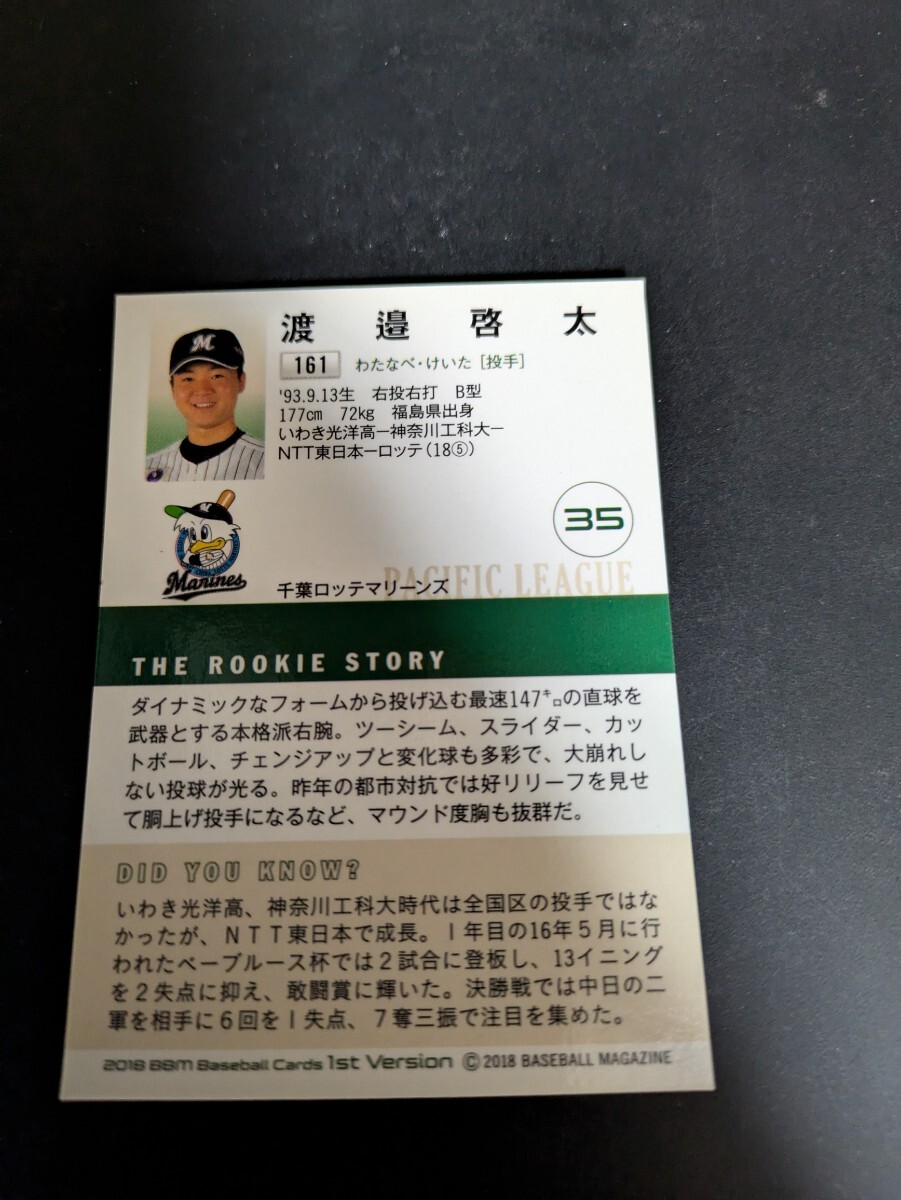 渡邉啓太
161 わたなべ・けいた [投手]
'93.9.13生 右投右打 B型
177cm 72kg 福島県出身
いわき光洋高ー神奈川工科大ー
NTT東日本ーロッテ(18⑤)
M
35
Marines
千葉ロッテマリーンズ
PACIFIC LEAGUE
THE ROOKIE STORY
ダイナミックなフォームから投げ込む最速147㌔の直球を
武器とする本格派右腕。ツーシーム、スライダー、カッ
トボール、チェンジアップと変化球も多彩で、大崩れし
ない投球が光る。昨年の都市対抗では好リリーフを見せ
て胴上げ投手になるなど、マウンド度胸も抜群だ。
DID YOU KNOW?
いわき光洋高、神奈川工科大時代は全国区の投手ではな
かったが、NTT東日本で成長。1年目の16年5月に行
われたベーブルース杯では2試合に登板し、13イニング
を2失点に抑え、敢闘賞に輝いた。決勝戦では中日の二
軍を相手に6回を1失点、7奪三振で注目を集めた。
2018 BBM Baseball Cards 1st Version © 2018 BASEBALL MAGAZINE